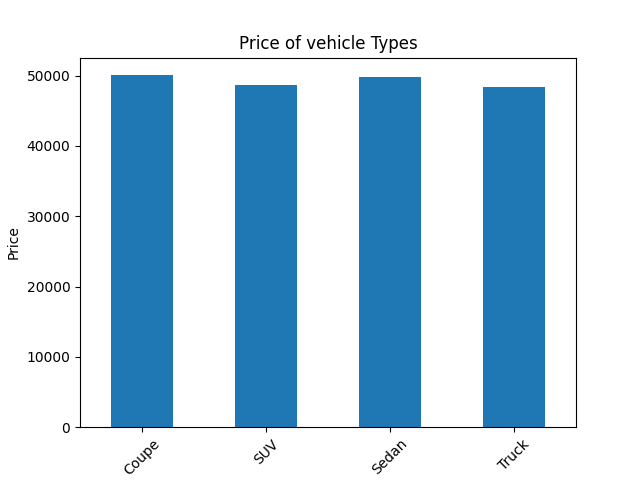 Price of vehicle Types
50000
40000
30000
20000
10000
0
Price
Coupe
SUV
Sedan
Truck